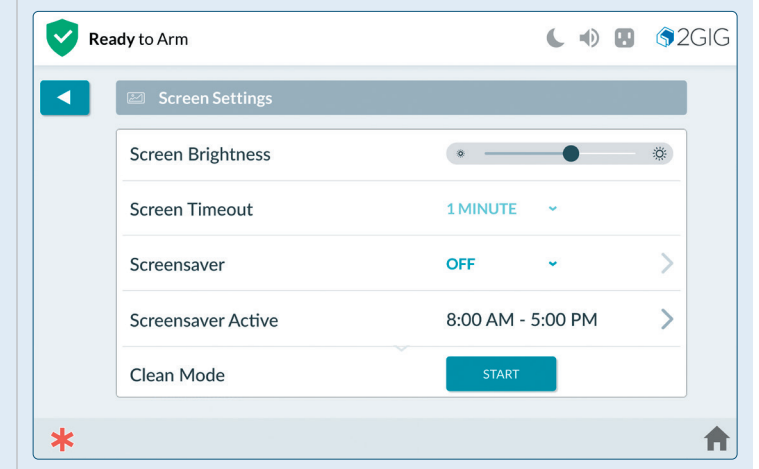 Ready to Arm
2GIG
Screen Settings
Screen Brightness
Screen Timeout 1 MINUTE
Screensaver OFF
Screensaver Active 8:00 AM - 5:00 PM
Clean Mode START